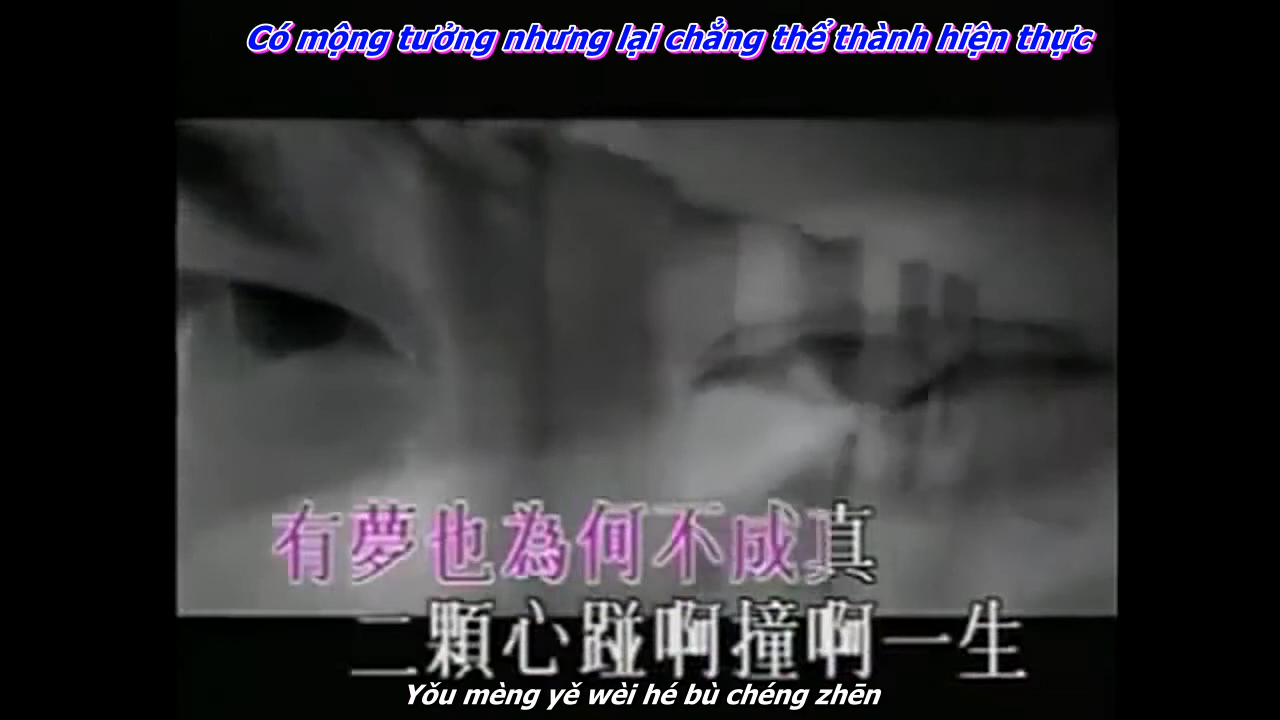 Có mộng tưởng nhưng lại chẳng thể thành hiện thực
有夢也為何不成真
二顆心踫啊撞啊一生
Yǒu mèng yě wèi hé bù chéng zhēn